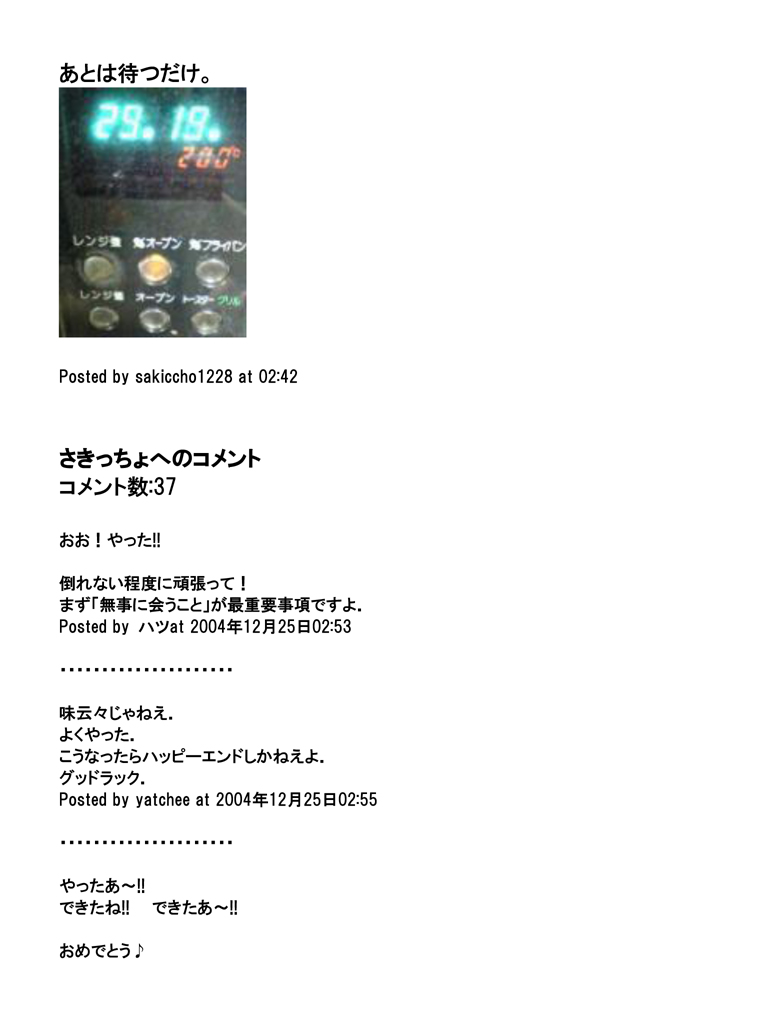 あとは待つだけ。
29. 19.
200℃
レンジ強 オーブン フライパン
レンジ オーブン トースター グリル
Posted by sakiccho1228 at 02:42
さきっちょへのコメント
コメント数:37
おお！やった!!
倒れない程度に頑張って！
まず「無事に会うこと」が最重要事項ですよ．
Posted by ハツat 2004年12月25日02:53
・・・・・・・・・・・・・・・・・・・・・
味云々じゃねえ．
よくやった．
こうなったらハッピーエンドしかねえよ．
グッドラック．
Posted by yatchee at 2004年12月25日02:55
・・・・・・・・・・・・・・・・・・・・・
やったあ～!!
できたね!!　できたあ～!!
おめでとう♪